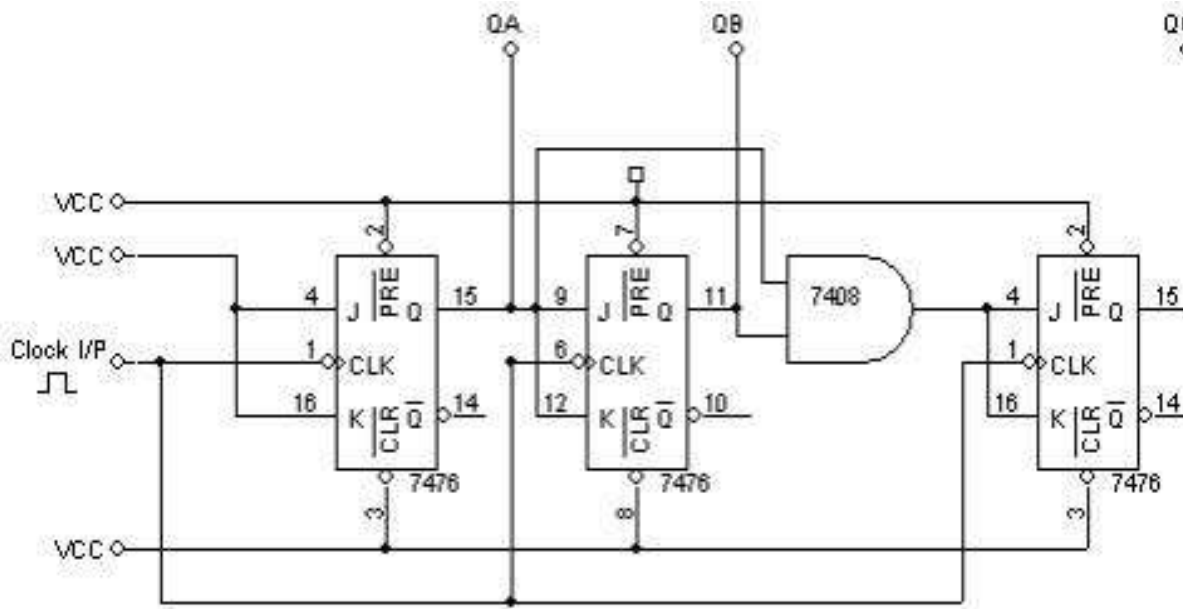 QA QB Q
VCC
2 7 2
VCC
4 J PRE Q 15 9 J PRE Q 11 7408 4 J PRE Q 15
Clock I/P 1 CLK 6 CLK 1 CLK
16 K CLR Q̅ 14 12 K CLR Q̅ 10 16 K CLR Q̅ 14
7476 7476 7476
3 8 3
VCC